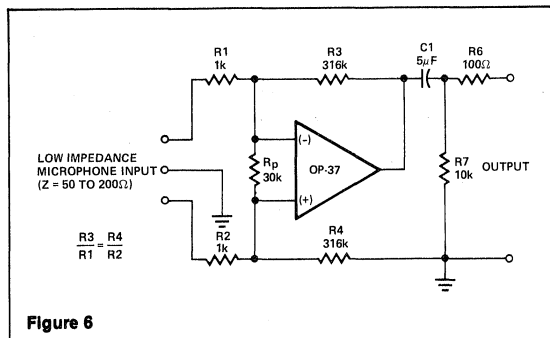 R1
1k
R3
316k
C1
5µF
R6
100Ω
LOW IMPEDANCE
MICROPHONE INPUT
(Z = 50 TO 200Ω)
Rp
30k
(-)
(+)
OP-37
R7
10k
OUTPUT
R3/R1 = R4/R2
R2
1k
R4
316k
Figure 6